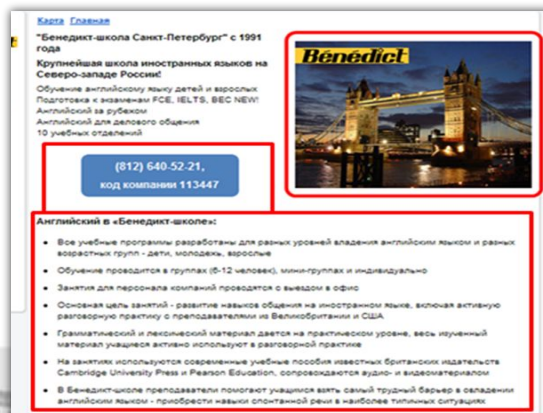 Карта Главная
"Бенедикт-школа Санкт-Петербург" с 1991
года
Крупнейшая школа иностранных языков на
Северо-западе России!
Обучение английскому языку детей и взрослых
Подготовка к экзаменам FCE, IELTS, BEC NEW!
Английский за рубежом
Английский для делового общения
10 учебных отделений
Bénédict
(812) 640-52-21,
код компании 113447
Английский в «Бенедикт-школе»:
Все учебные программы разработаны для разных уровней владения английским языком и разных
возрастных групп - дети, молодежь, взрослые
Обучение проводится в группах (6-12 человек), мини-группах и индивидуально
Занятия для персонала компаний проводятся с выездом в офис
Основная цель занятий - развитие навыков общения на иностранном языке, включая активную
разговорную практику с преподавателями из Великобритании и США
Грамматический и лексический материал дается на практическом уровне, весь изученный
материал учащиеся активно используют в разговорной практике
На занятиях используются современные учебные пособия известных британских издательств
Cambridge University Press и Pearson Education, сопровождаются аудио- и видеоматериалом
В Бенедикт-школе преподаватели помогают учащимся взять самый трудный барьер в овладении
английским языком - приобрести навыки спонтанной речи в наиболее типичных ситуациях